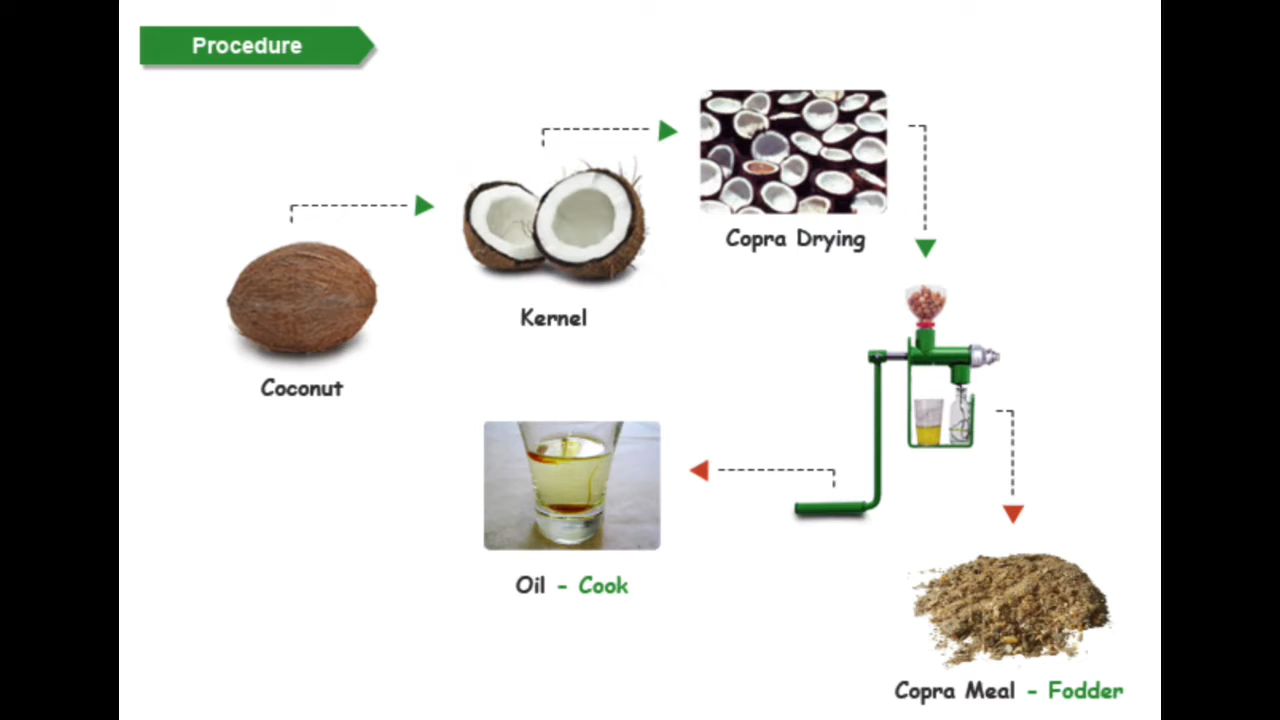 Procedure
Copra Drying
Kernel
Coconut
Oil - Cook
Copra Meal - Fodder